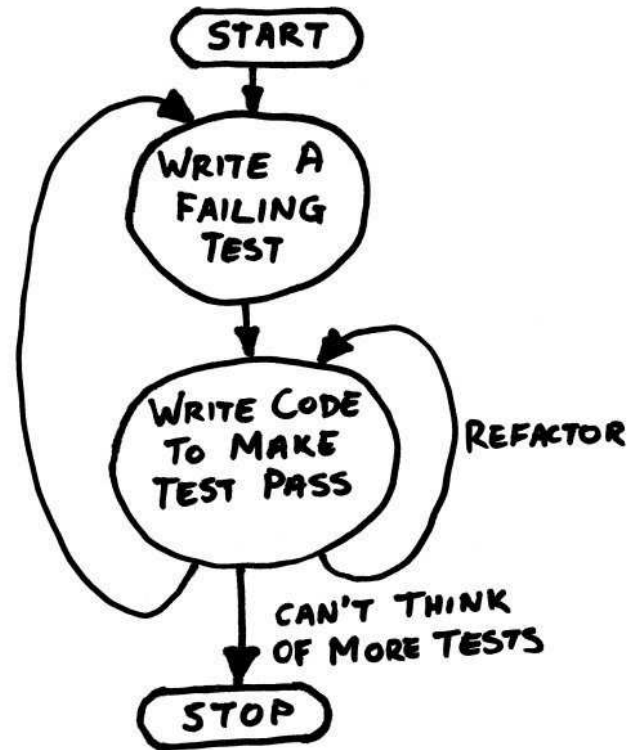 START
WRITE A
FAILING
TEST
WRITE CODE
TO MAKE
TEST PASS
REFACTOR
CAN'T THINK
OF MORE TESTS
STOP